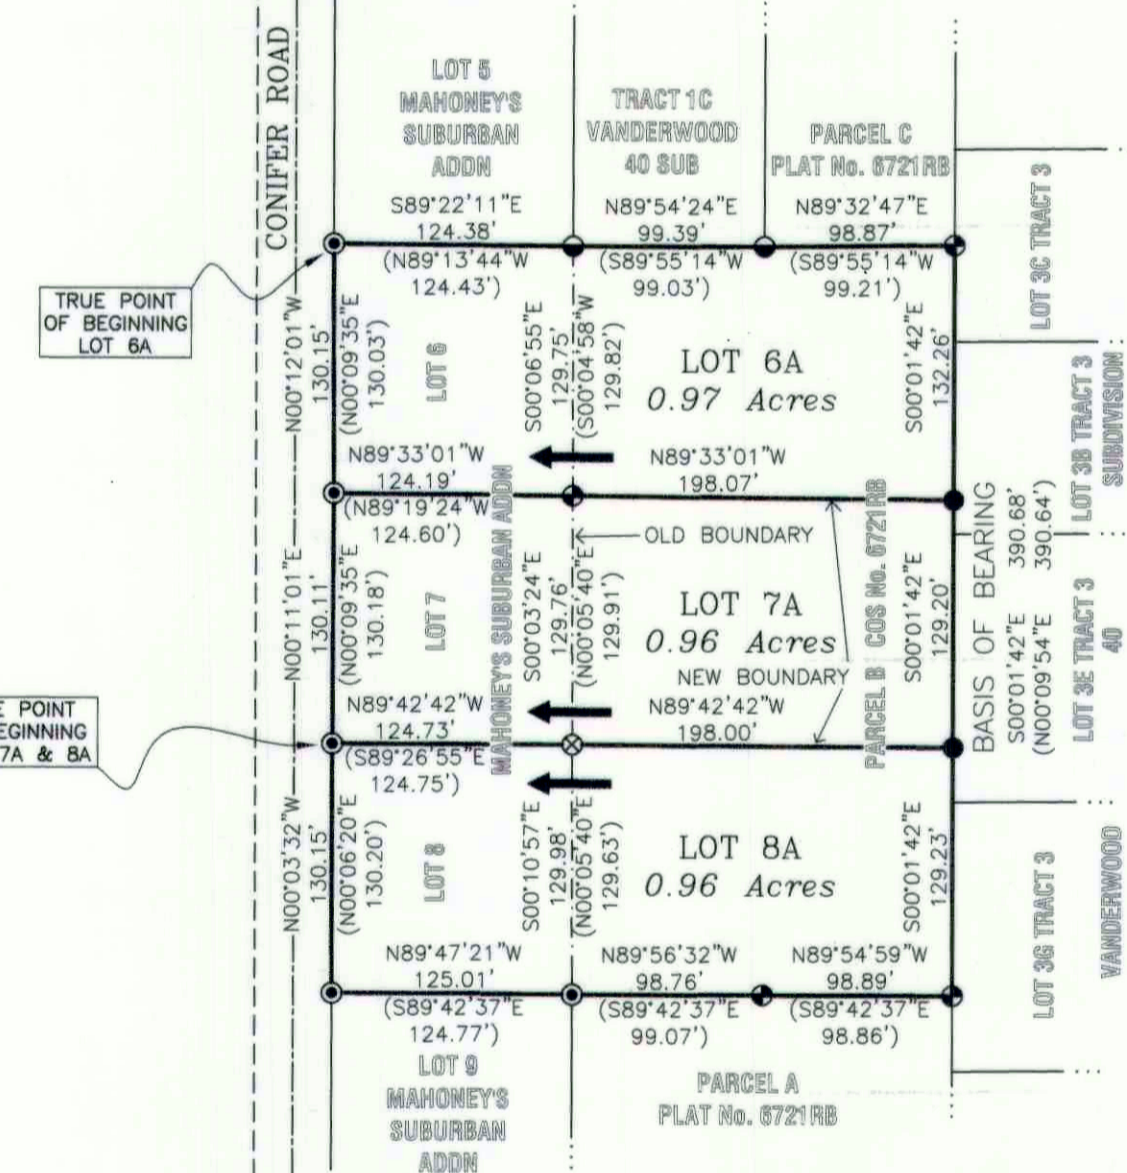 CONIFER ROAD
LOT 5
MAHONEY'S
SUBURBAN
ADDN
TRACT 1C
VANDERWOOD
40 SUB
PARCEL C
PLAT No. 6721RB
S89°22'11"E
124.38'
(N89°13'44"W
124.43')
N89°54'24"E
99.39'
(S89°55'14"W
99.03')
N89°32'47"E
98.87'
(S89°55'14"W
99.21')
LOT 3C TRACT 3
TRUE POINT
OF BEGINNING
LOT 6A
N00°12'01"W
130.15'
(N00°09'35"E
130.03')
LOT 6
S00°06'55"E
129.75'
(S00°04'58"W
129.82')
LOT 6A
0.97 Acres
S00°01'42"E
132.26'
LOT 3B TRACT 3
SUBDIVISION
N89°33'01"W
124.19'
(N89°19'24"W
124.60')
N89°33'01"W
198.07'
OLD BOUNDARY
N00°11'01"E
130.11'
(N00°09'35"E
130.18')
LOT 7
MAHONEY'S SUBURBAN ADDN
S00°03'24"E
129.76'
(N00°05'40"E
129.91')
LOT 7A
0.96 Acres
NEW BOUNDARY
PARCEL B COS No. 6721RB
S00°01'42"E
129.20'
BASIS OF BEARING
S00°01'42"E 390.68'
(N00°09'54"E 390.64')
LOT 3E TRACT 3
40
E POINT
EGINNING
7A & 8A
N89°42'42"W
124.73'
(S89°26'55"E
124.75')
N89°42'42"W
198.00'
N00°03'32"W
130.15'
(N00°06'20"E
130.20')
LOT 8
S00°10'57"E
129.98'
(N00°05'40"E
129.63')
LOT 8A
0.96 Acres
S00°01'42"E
129.23'
LOT 3G TRACT 3
VANDERWOOD
N89°47'21"W
125.01'
(S89°42'37"E
124.77')
N89°56'32"W
98.76'
(S89°42'37"E
99.07')
N89°54'59"W
98.89'
(S89°42'37"E
98.86')
LOT 9
MAHONEY'S
SUBURBAN
ADDN
PARCEL A
PLAT No. 6721RB